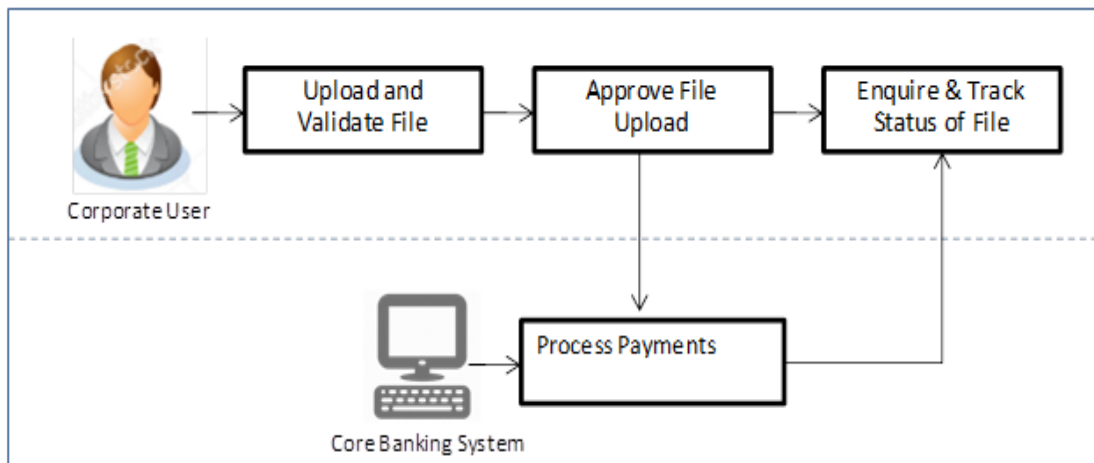 Upload and
Validate File
Approve File
Upload
Enquire & Track
Status of File
Corporate User
Process Payments
Core Banking System